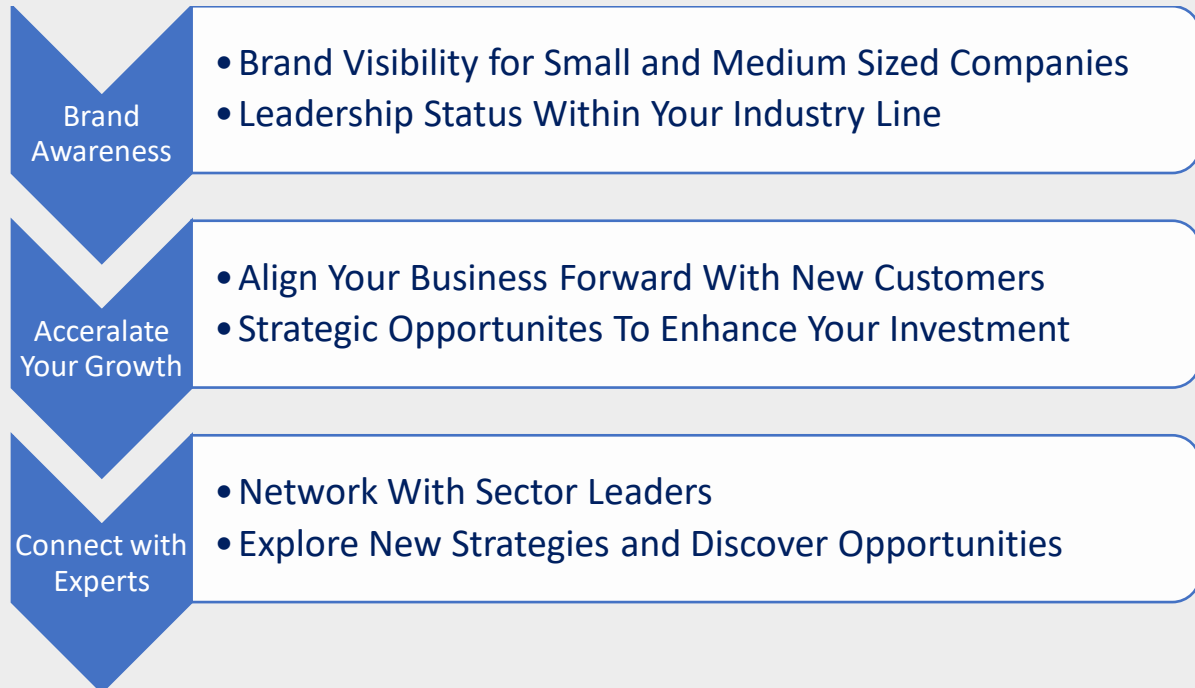 Brand
Awareness
• Brand Visibility for Small and Medium Sized Companies
• Leadership Status Within Your Industry Line
Acceralate
Your Growth
• Align Your Business Forward With New Customers
• Strategic Opportunites To Enhance Your Investment
Connect with
Experts
• Network With Sector Leaders
• Explore New Strategies and Discover Opportunities